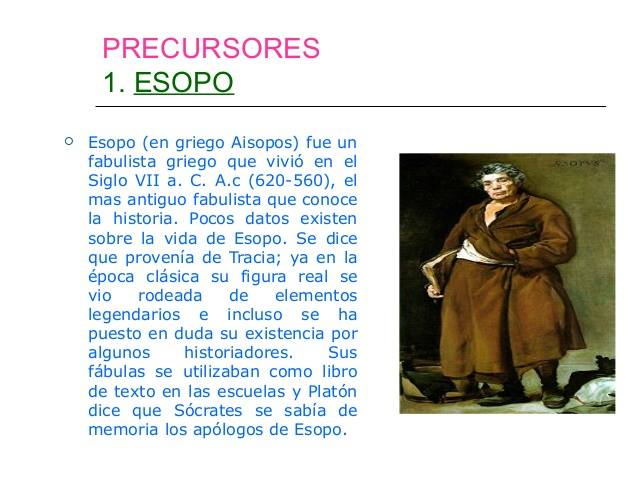 PRECURSORES
1. ESOPO
Esopo (en griego Aisopos) fue un
fabulista griego que vivió en el
Siglo VII a. C. A.c (620-560), el
mas antiguo fabulista que conoce
la historia. Pocos datos existen
sobre la vida de Esopo. Se dice
que provenía de Tracia; ya en la
época clásica su figura real se
vio rodeada de elementos
legendarios e incluso se ha
puesto en duda su existencia por
algunos historiadores. Sus
fábulas se utilizaban como libro
de texto en las escuelas y Platón
dice que Sócrates se sabía de
memoria los apólogos de Esopo.